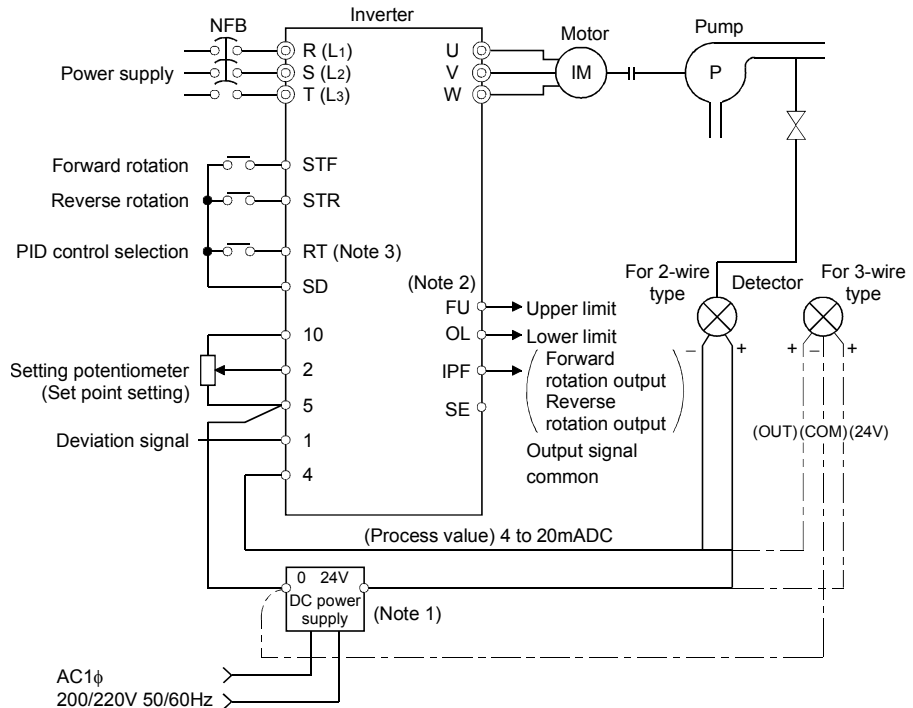 Inverter
NFB
R (L1)
S (L2)
T (L3)
Power supply
U
V
W
Motor
IM
Pump
P
Forward rotation
STF
Reverse rotation
STR
PID control selection
RT (Note 3)
SD
(Note 2)
FU
Upper limit
OL
Lower limit
IPF
Forward
rotation output
Reverse
rotation output
SE
Output signal
common
10
Setting potentiometer
(Set point setting)
2
5
Deviation signal
1
4
For 2-wire
type
Detector
For 3-wire
type
– +
+ – +
(OUT) (COM) (24V)
(Process value) 4 to 20mADC
0 24V
DC power
supply
(Note 1)
AC1ϕ
200/220V 50/60Hz